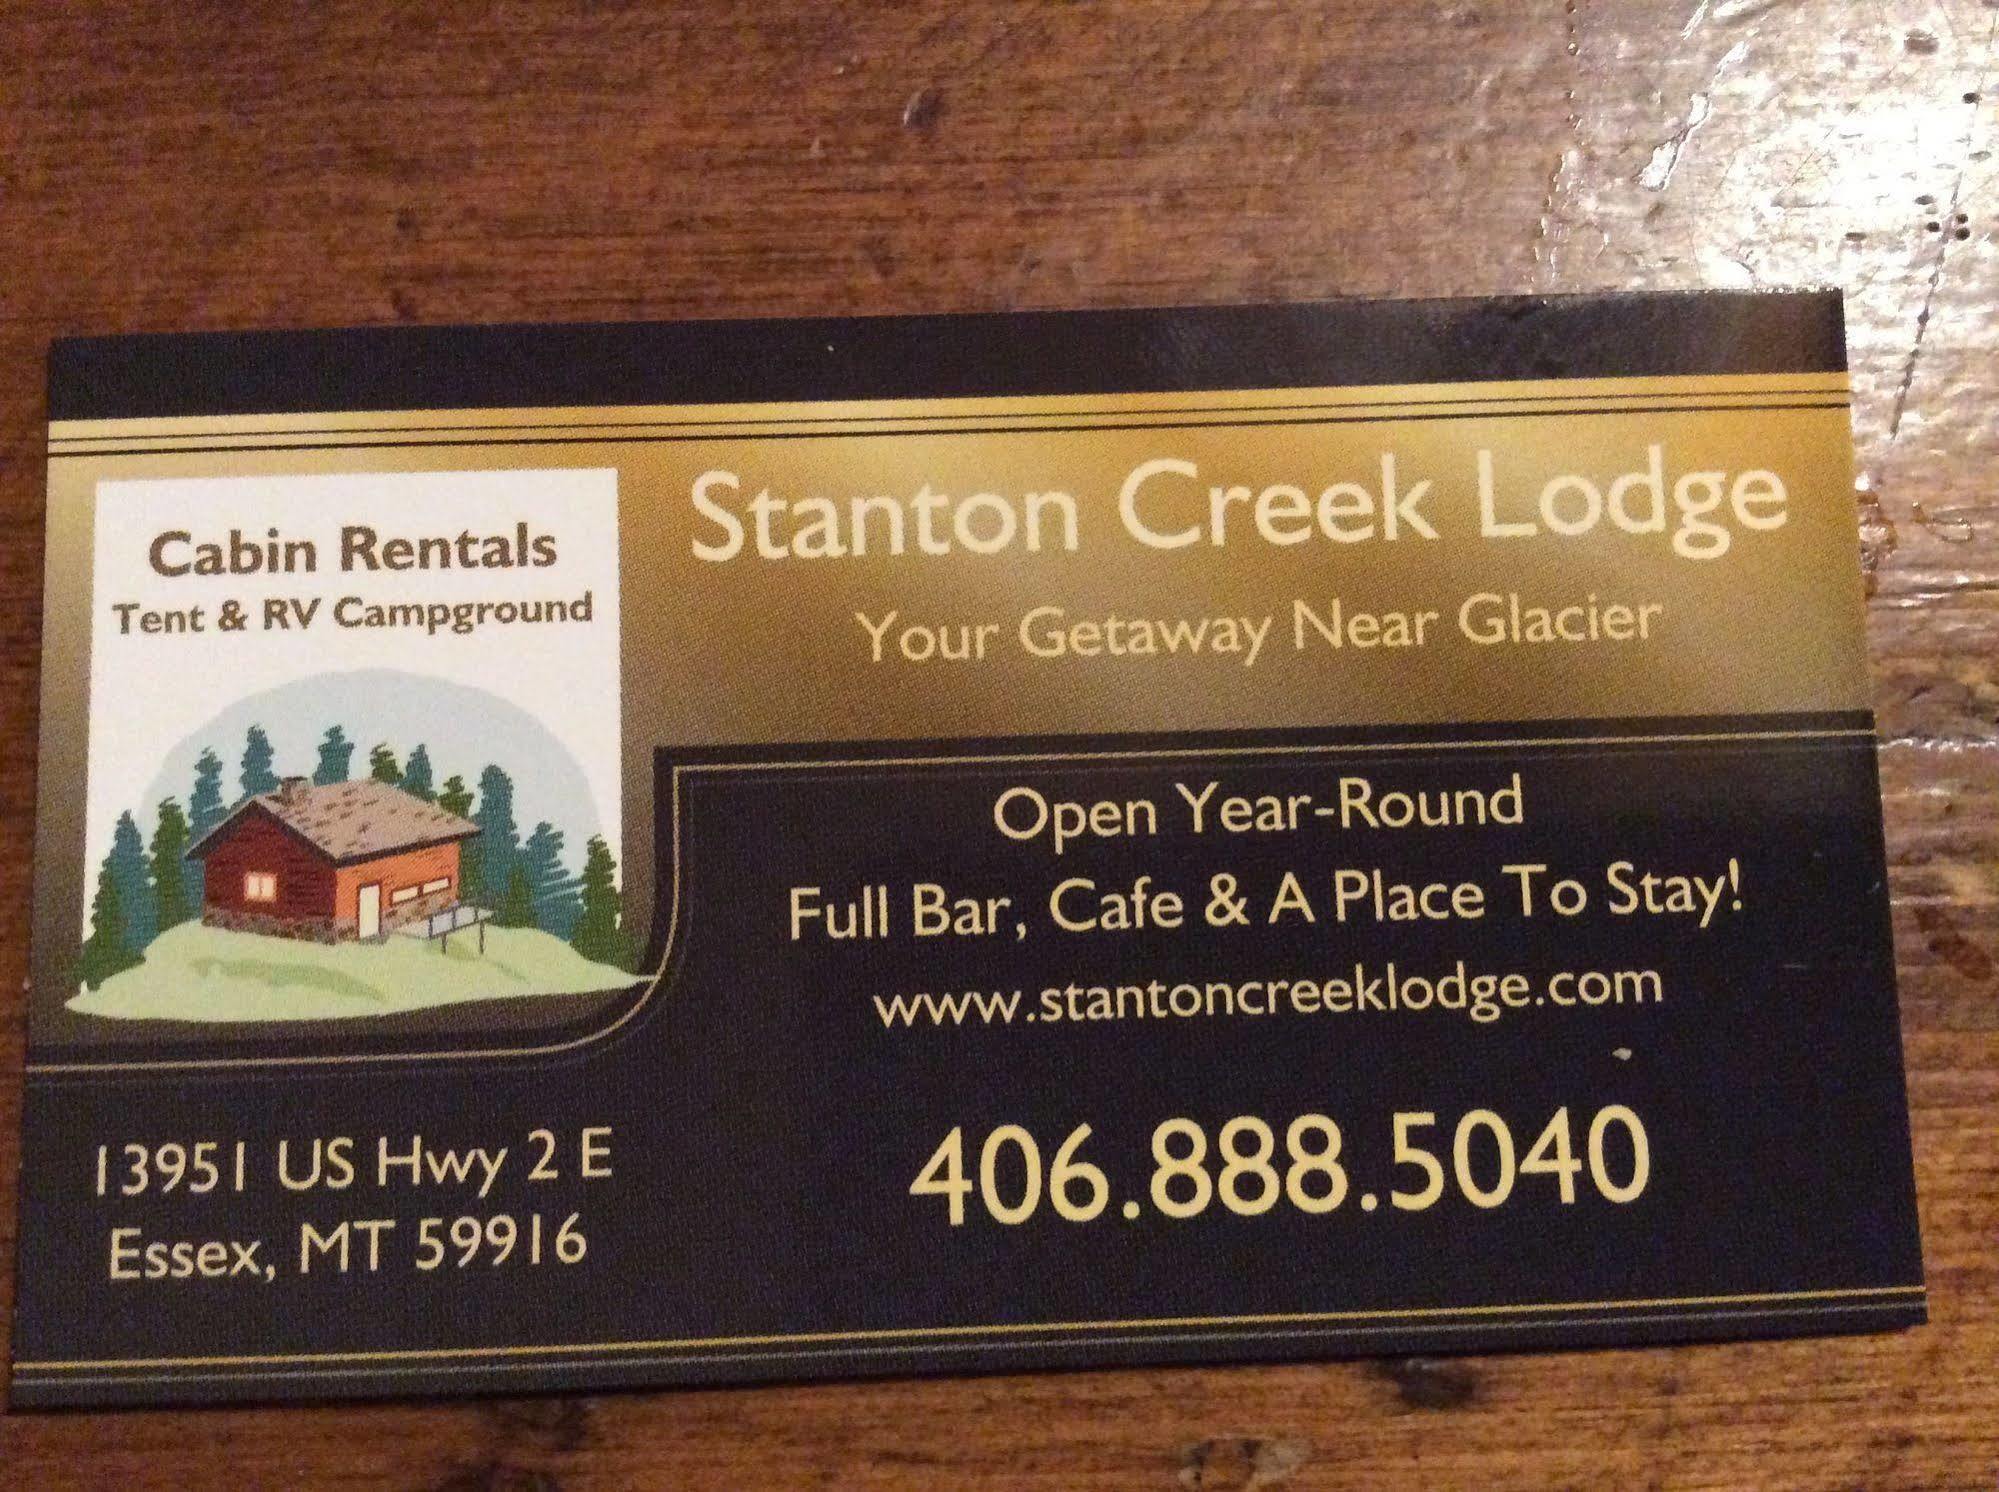 Cabin Rentals
Tent & RV Campground
Stanton Creek Lodge
Your Getaway Near Glacier
Open Year-Round
Full Bar, Cafe & A Place To Stay!
www.stantoncreeklodge.com
13951 US Hwy 2 E
Essex, MT 59916
406.888.5040